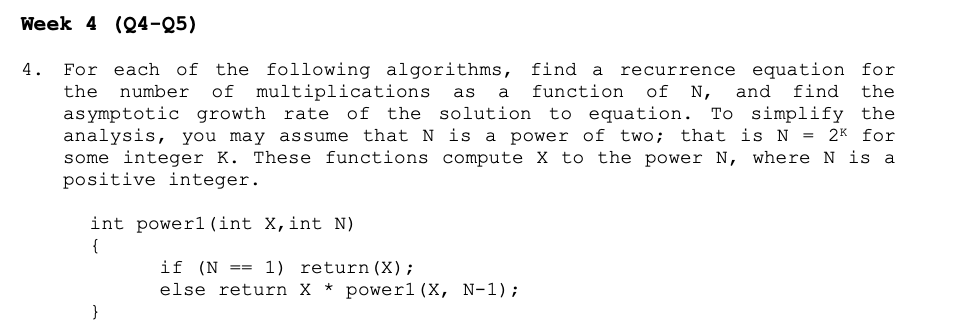 Week 4 (Q4-Q5)
4. For each of the following algorithms, find a recurrence equation for
the number of multiplications as a function of N, and find the
asymptotic growth rate of the solution to equation. To simplify the
analysis, you may assume that N is a power of two; that is N = 2ᴷ for
some integer K. These functions compute X to the power N, where N is a
positive integer.
int power1(int X,int N)
{
if (N == 1) return(X);
else return X * power1(X, N-1);
}